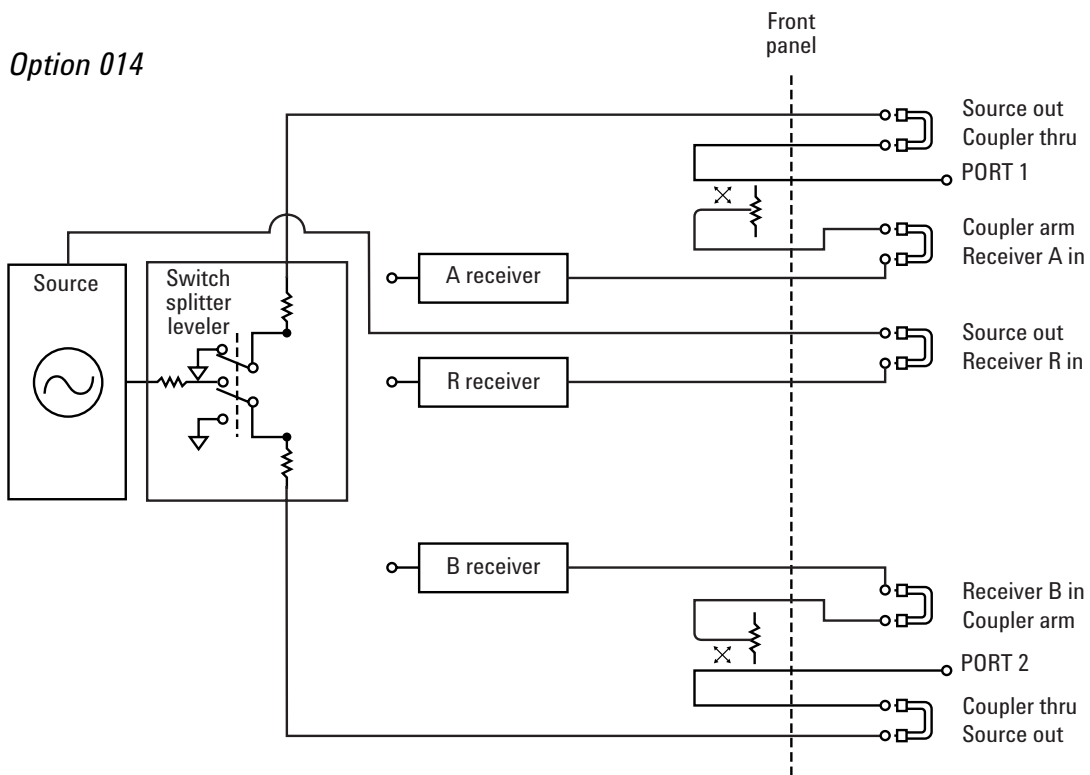 Option 014
Front
panel
Source out
Coupler thru
PORT 1
Coupler arm
Receiver A in
Source
Switch
splitter
leveler
A receiver
Source out
Receiver R in
R receiver
B receiver
Receiver B in
Coupler arm
PORT 2
Coupler thru
Source out